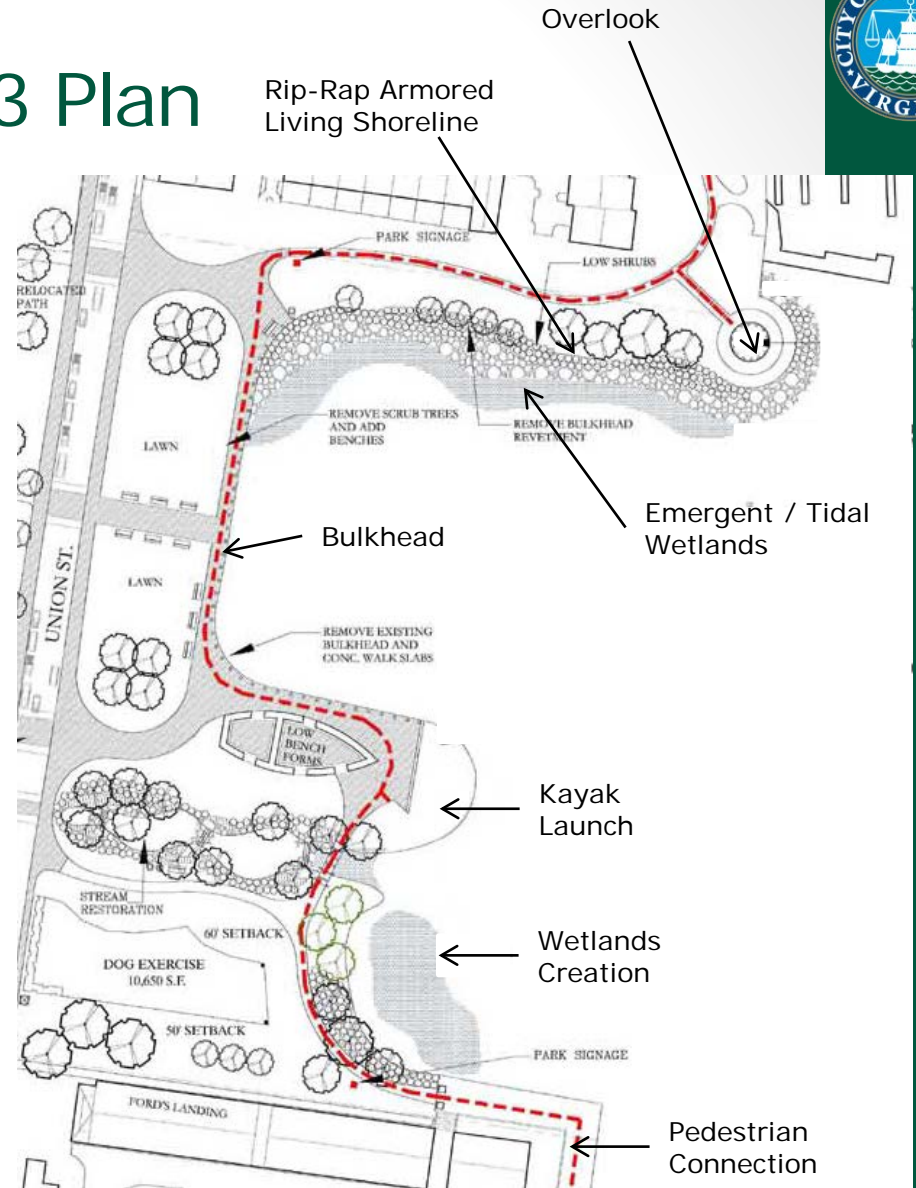 Overlook
3 Plan
Rip-Rap Armored
Living Shoreline
CITY O
VIRG
PARK SIGNAGE
LOW SHRUBS
RELOCATED
PATH
REMOVE SCRUB TREES
AND ADD
BENCHES
REMOVE BULKHEAD
REVETMENT
LAWN
Emergent / Tidal
Wetlands
Bulkhead
LAWN
UNION ST.
REMOVE EXISTING
BULKHEAD AND
CONC. WALK SLABS
LOW
BENCH
FORMS
Kayak
Launch
STREAM
RESTORATION
60' SETBACK
Wetlands
Creation
DOG EXERCISE
10,650 S.F.
50' SETBACK
PARK SIGNAGE
FORD'S LANDING
Pedestrian
Connection